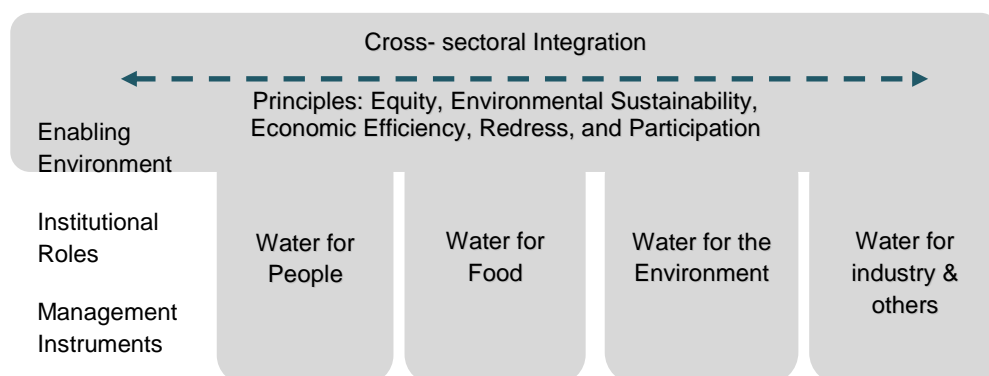 Cross- sectoral Integration
Principles: Equity, Environmental Sustainability,
Economic Efficiency, Redress, and Participation
Enabling
Environment
Institutional
Roles
Management
Instruments
Water for
People
Water for
Food
Water for the
Environment
Water for
industry &
others